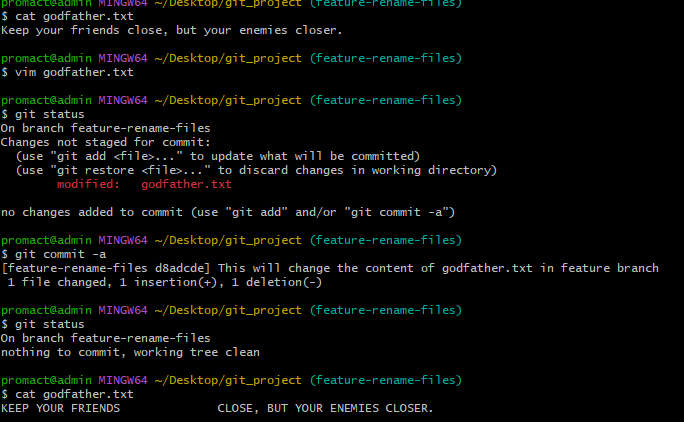 promact@admin MINGW64 ~/Desktop/git_project (feature-rename-files)
$ cat godfather.txt
Keep your friends close, but your enemies closer.
promact@admin MINGW64 ~/Desktop/git_project (feature-rename-files)
$ vim godfather.txt
promact@admin MINGW64 ~/Desktop/git_project (feature-rename-files)
$ git status
On branch feature-rename-files
Changes not staged for commit:
  (use "git add <file>..." to update what will be committed)
  (use "git restore <file>..." to discard changes in working directory)
        modified:   godfather.txt
no changes added to commit (use "git add" and/or "git commit -a")
promact@admin MINGW64 ~/Desktop/git_project (feature-rename-files)
$ git commit -a
[feature-rename-files d8adcde] This will change the content of godfather.txt in feature branch
 1 file changed, 1 insertion(+), 1 deletion(-)
promact@admin MINGW64 ~/Desktop/git_project (feature-rename-files)
$ git status
On branch feature-rename-files
nothing to commit, working tree clean
promact@admin MINGW64 ~/Desktop/git_project (feature-rename-files)
$ cat godfather.txt
KEEP YOUR FRIENDS              CLOSE, BUT YOUR ENEMIES CLOSER.